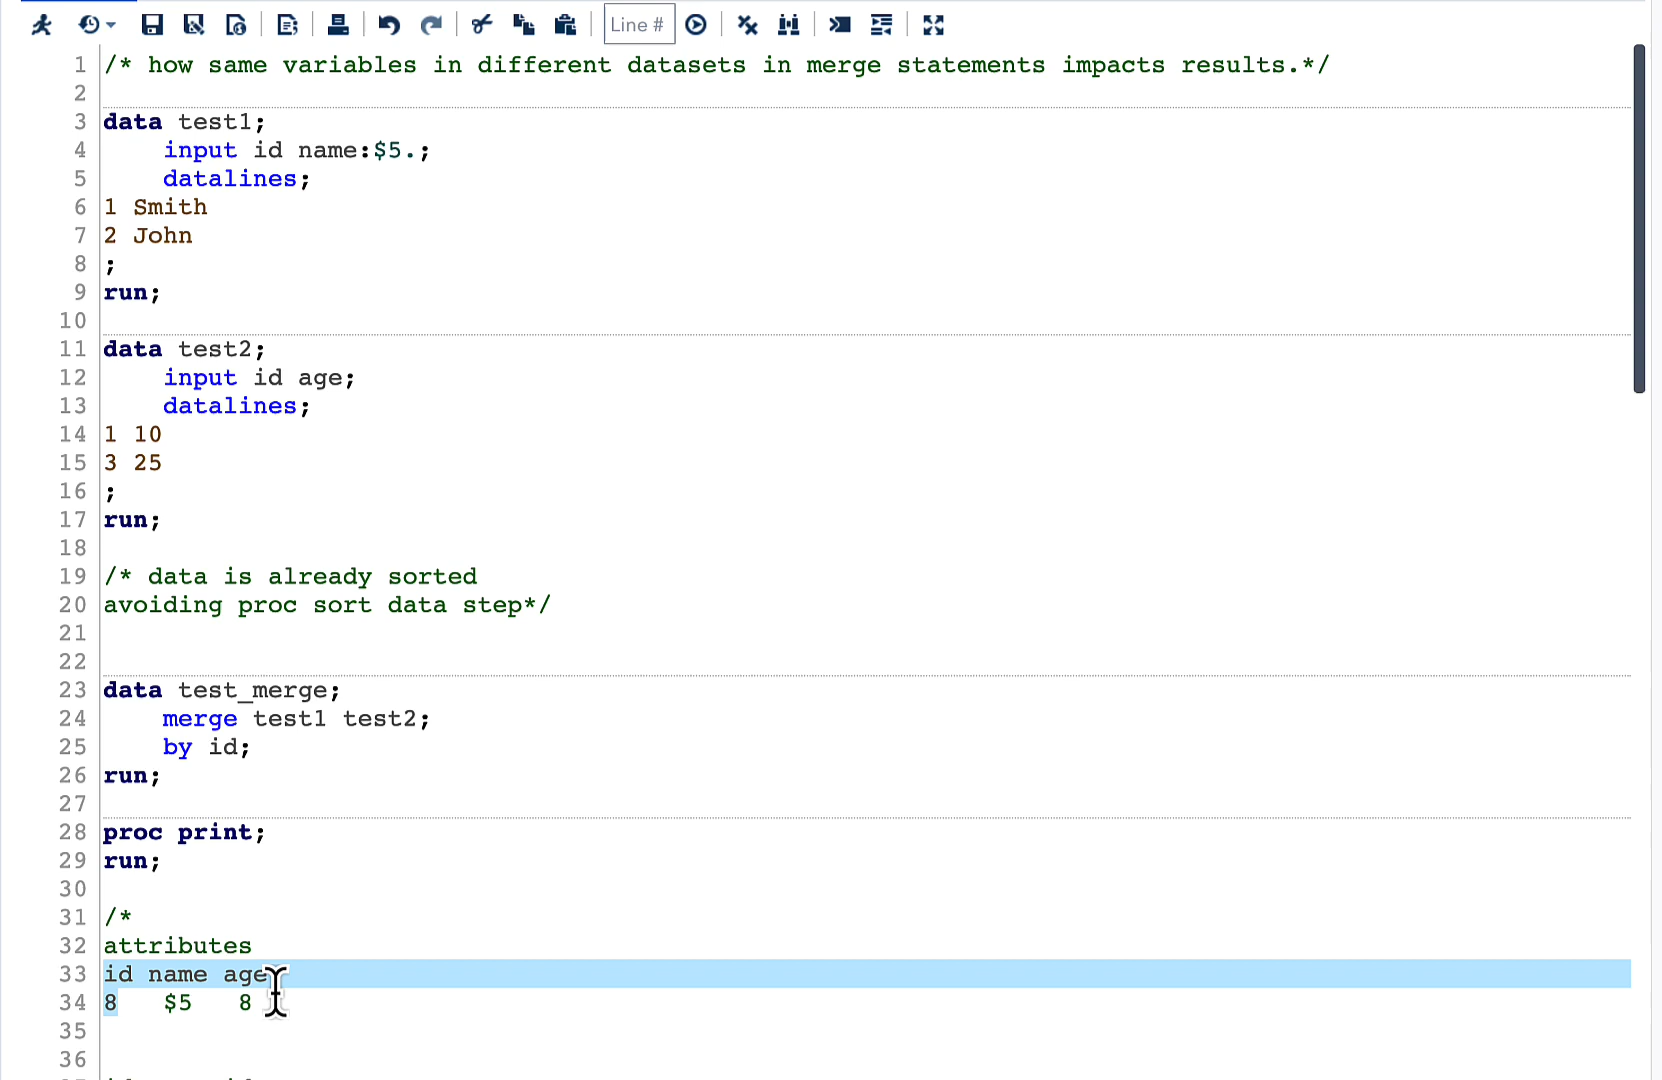 Line #
1 /* how same variables in different datasets in merge statements impacts results.*/
2
3 data test1;
4 input id name:$5.;
5 datalines;
6 1 Smith
7 2 John
8 ;
9 run;
10
11 data test2;
12 input id age;
13 datalines;
14 1 10
15 3 25
16 ;
17 run;
18
19 /* data is already sorted
20 avoiding proc sort data step*/
21
22
23 data test_merge;
24 merge test1 test2;
25 by id;
26 run;
27
28 proc print;
29 run;
30
31 /*
32 attributes
33 id name age
34 8 $5 8
35
36